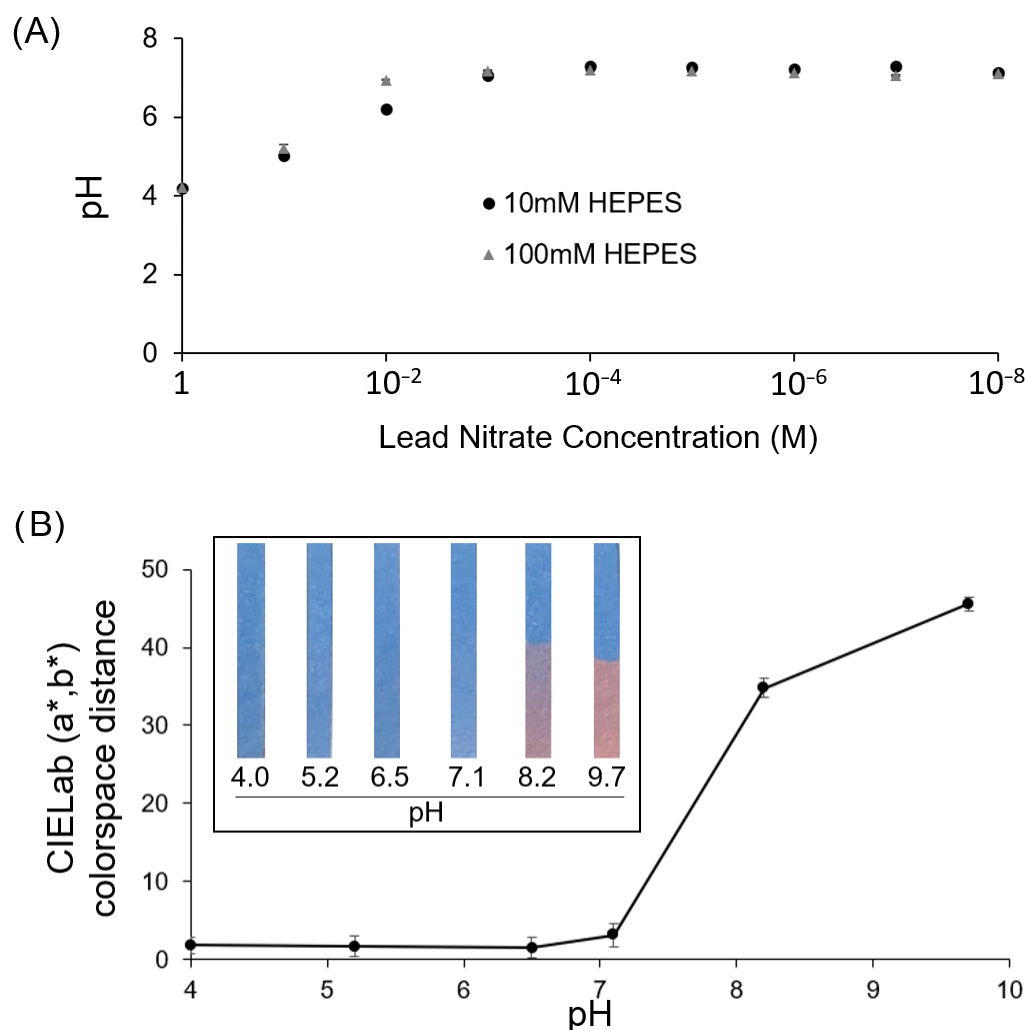 (A)
8
6
4
2
0
pH
10mM HEPES
100mM HEPES
1 10⁻² 10⁻⁴ 10⁻⁶ 10⁻⁸
Lead Nitrate Concentration (M)
(B)
50
40
30
20
10
0
CIELab (a*,b*)
colorspace distance
4.0 5.2 6.5 7.1 8.2 9.7
pH
4 5 6 7 8 9 10
pH